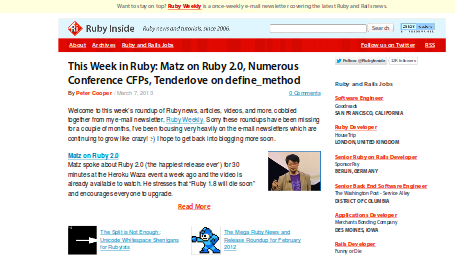 Want to stay on top? Ruby Weekly is a once-weekly e-mail newsletter covering the latest Ruby and Rails news.
Ruby Inside
Ruby news and tutorials, since 2006.
Search
About Archives Ruby and Rails Jobs
Follow us on Twitter RSS
This Week in Ruby: Matz on Ruby 2.0, Numerous
Conference CFPs, Tenderlove on define_method
By Peter Cooper / March 7, 2013
0 Comments
Welcome to this week's roundup of Ruby news, articles, videos, and more, cobbled
together from my e-mail newsletter, Ruby Weekly. Sorry these roundups have been missing
for a couple of months. I've been focusing very heavily on the e-mail newsletters which are
continuing to grow like crazy! :-) I hope to get back into blogging more soon.
Matz on Ruby 2.0
Matz spoke about Ruby 2.0 ('the happiest release ever') for 30
minutes at the Heroku Waza event a week ago and the video is
already available to watch. He stresses that "Ruby 1.8 will die soon"
and encourages everyone to upgrade.
Read More
The Split is Not Enough:
Unicode Whitespace Shenigans
for Rubyists
The Mega Ruby News and
Release Roundup for February
2012
Follow @RubyInside
Ruby and Rails Jobs
Software Engineer
Goodreads
SAN FRANCISCO, CALIFORNIA
Ruby Developer
HouseTrip
LONDON, UNITED KINGDOM
Senior Ruby on Rails Developer
SponsorPay
BERLIN, GERMANY
Senior Back End Software Engineer
The Washington Post - Service Alley
DISTRICT OF COLUMBIA
Applications Developer
Merchants Bonding Company
DES MOINES, IOWA
Rails Developer
Funny or Die